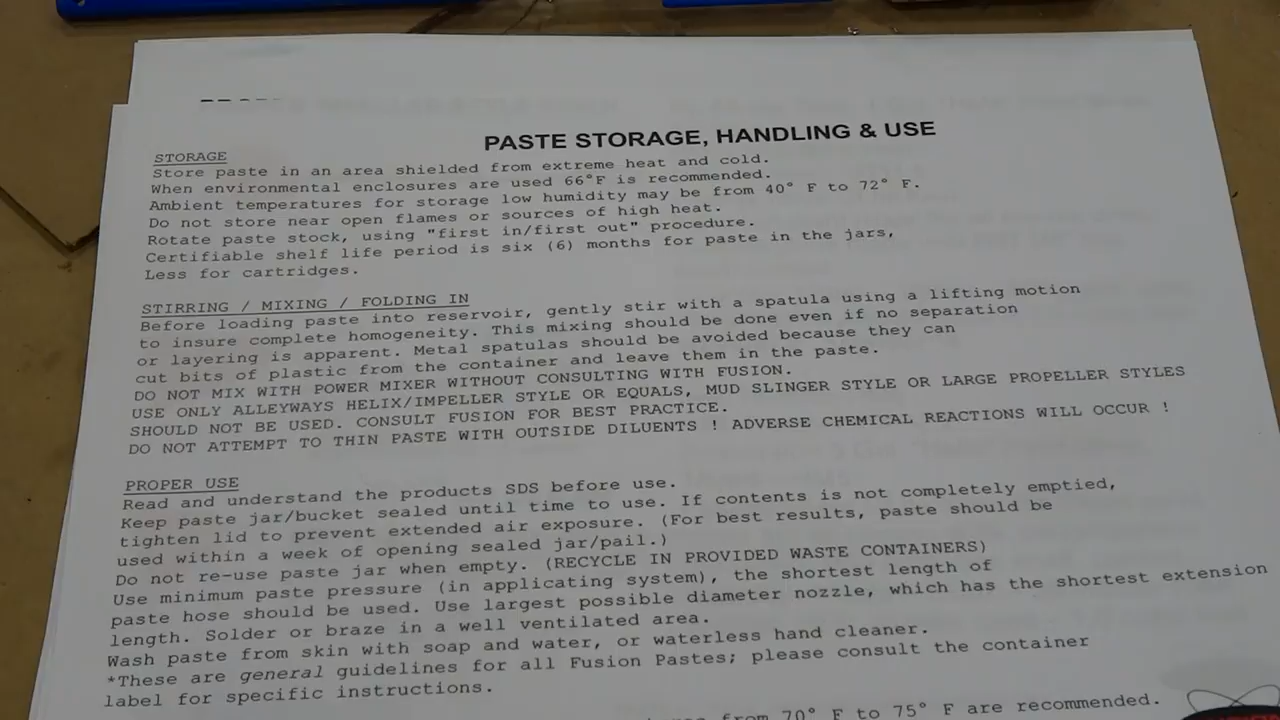 PASTE STORAGE, HANDLING & USE
STORAGE
Store paste in an area shielded from extreme heat and cold.
When environmental enclosures are used 66°F is recommended.
Ambient temperatures for storage low humidity may be from 40° F to 72° F.
Do not store near open flames or sources of high heat.
Rotate paste stock, using "first in/first out" procedure.
Certifiable shelf life period is six (6) months for paste in the jars,
Less for cartridges.
STIRRING / MIXING / FOLDING IN
Before loading paste into reservoir, gently stir with a spatula using a lifting motion
to insure complete homogeneity. This mixing should be done even if no separation
or layering is apparent. Metal spatulas should be avoided because they can
cut bits of plastic from the container and leave them in the paste.
DO NOT MIX WITH POWER MIXER WITHOUT CONSULTING WITH FUSION.
USE ONLY ALLEYWAYS HELIX/IMPELLER STYLE OR EQUALS, MUD SLINGER STYLE OR LARGE PROPELLER STYLES
SHOULD NOT BE USED. CONSULT FUSION FOR BEST PRACTICE.
DO NOT ATTEMPT TO THIN PASTE WITH OUTSIDE DILUENTS ! ADVERSE CHEMICAL REACTIONS WILL OCCUR !
PROPER USE
Read and understand the products SDS before use.
Keep paste jar/bucket sealed until time to use. If contents is not completely emptied,
tighten lid to prevent extended air exposure. (For best results, paste should be
used within a week of opening sealed jar/pail.)
Do not re-use paste jar when empty. (RECYCLE IN PROVIDED WASTE CONTAINERS)
Use minimum paste pressure (in applicating system), the shortest length of
paste hose should be used. Use largest possible diameter nozzle, which has the shortest extension
length. Solder or braze in a well ventilated area.
Wash paste from skin with soap and water, or waterless hand cleaner.
*These are general guidelines for all Fusion Pastes; please consult the container
label for specific instructions.
from 70° F to 75° F are recommended.